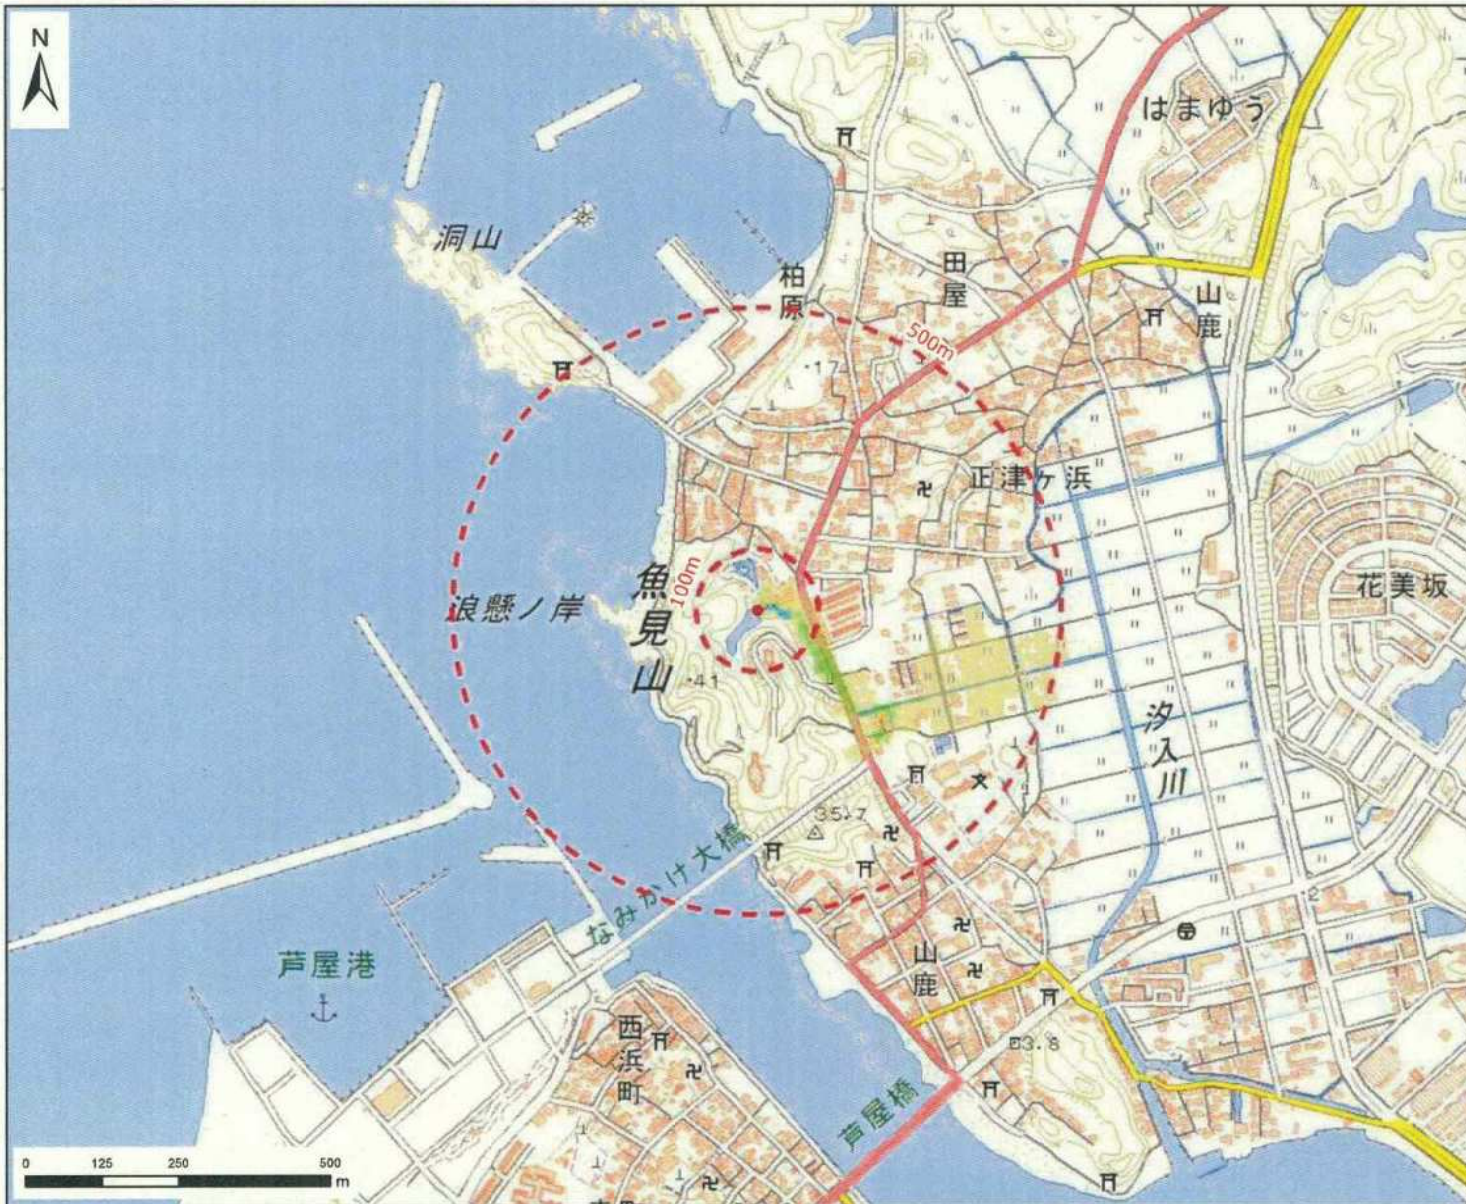 N
はまゆう
洞山
柏原
田屋
山鹿
500m
・17
正津ヶ浜
100m
魚見山
浪懸ノ岸
花美坂
・41
汐入川
35.7
なみかけ大橋
芦屋港
山鹿
西浜町
3.8
芦屋橋
0 125 250 500
m